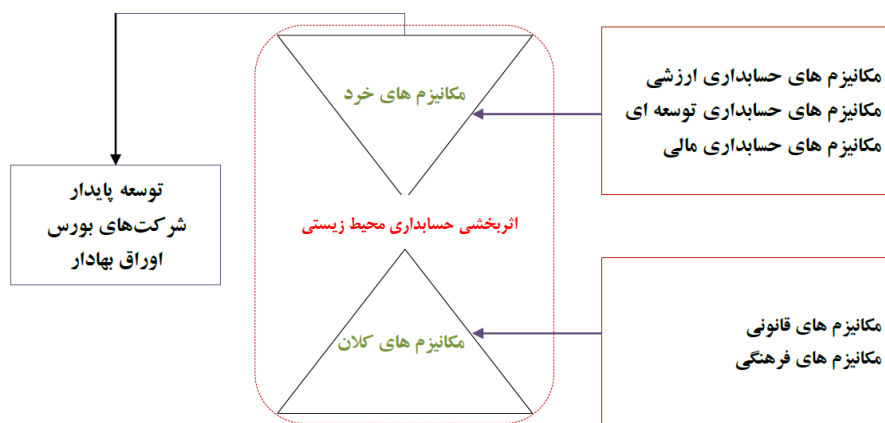 مکانیزم های حسابداری ارزشی
مکانیزم های حسابداری توسعه ای
مکانیزم های حسابداری مالی
مکانیزم های خرد
توسعه پایدار
شرکت‌های بورس
اوراق بهادار
اثربخشی حسابداری محیط زیستی
مکانیزم های قانونی
مکانیزم های فرهنگی
مکانیزم های کلان